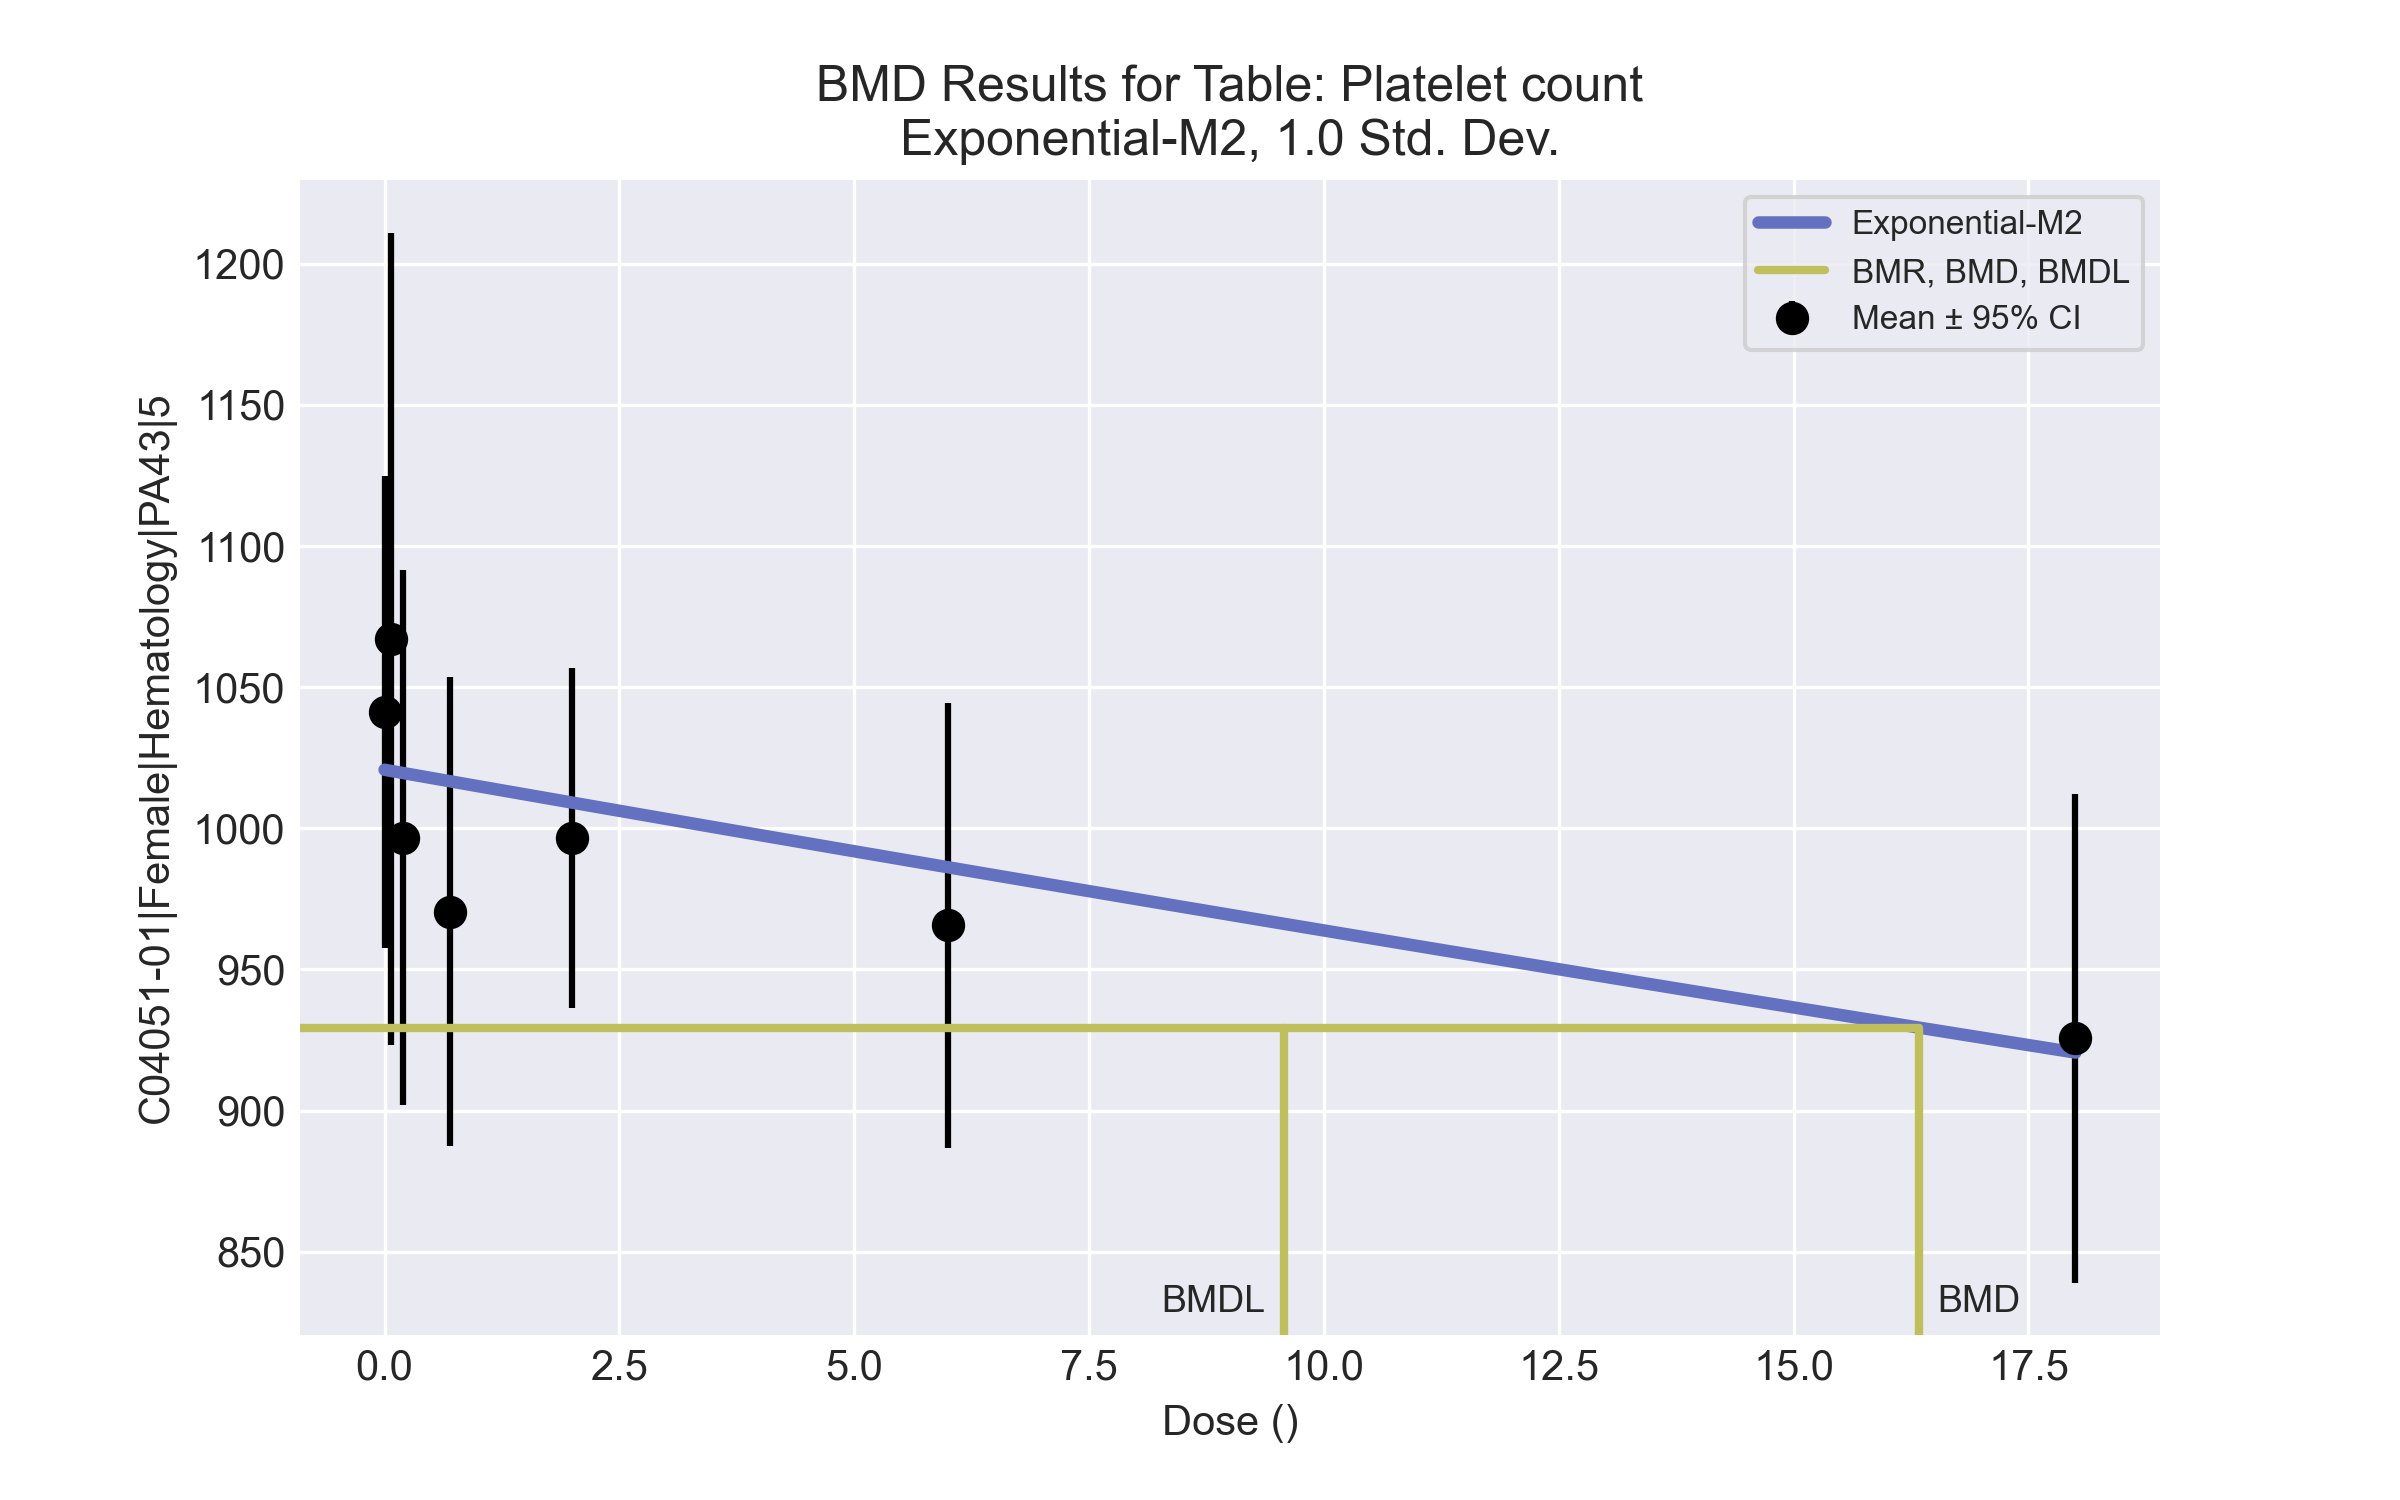 BMD Results for Table: Platelet count
Exponential-M2, 1.0 Std. Dev.
Exponential-M2
BMR, BMD, BMDL
Mean ± 95% CI
C04051-01|Female|Hematology|PA43|5
1200
1150
1100
1050
1000
950
900
850
BMDL
BMD
0.0 2.5 5.0 7.5 10.0 12.5 15.0 17.5
Dose ()